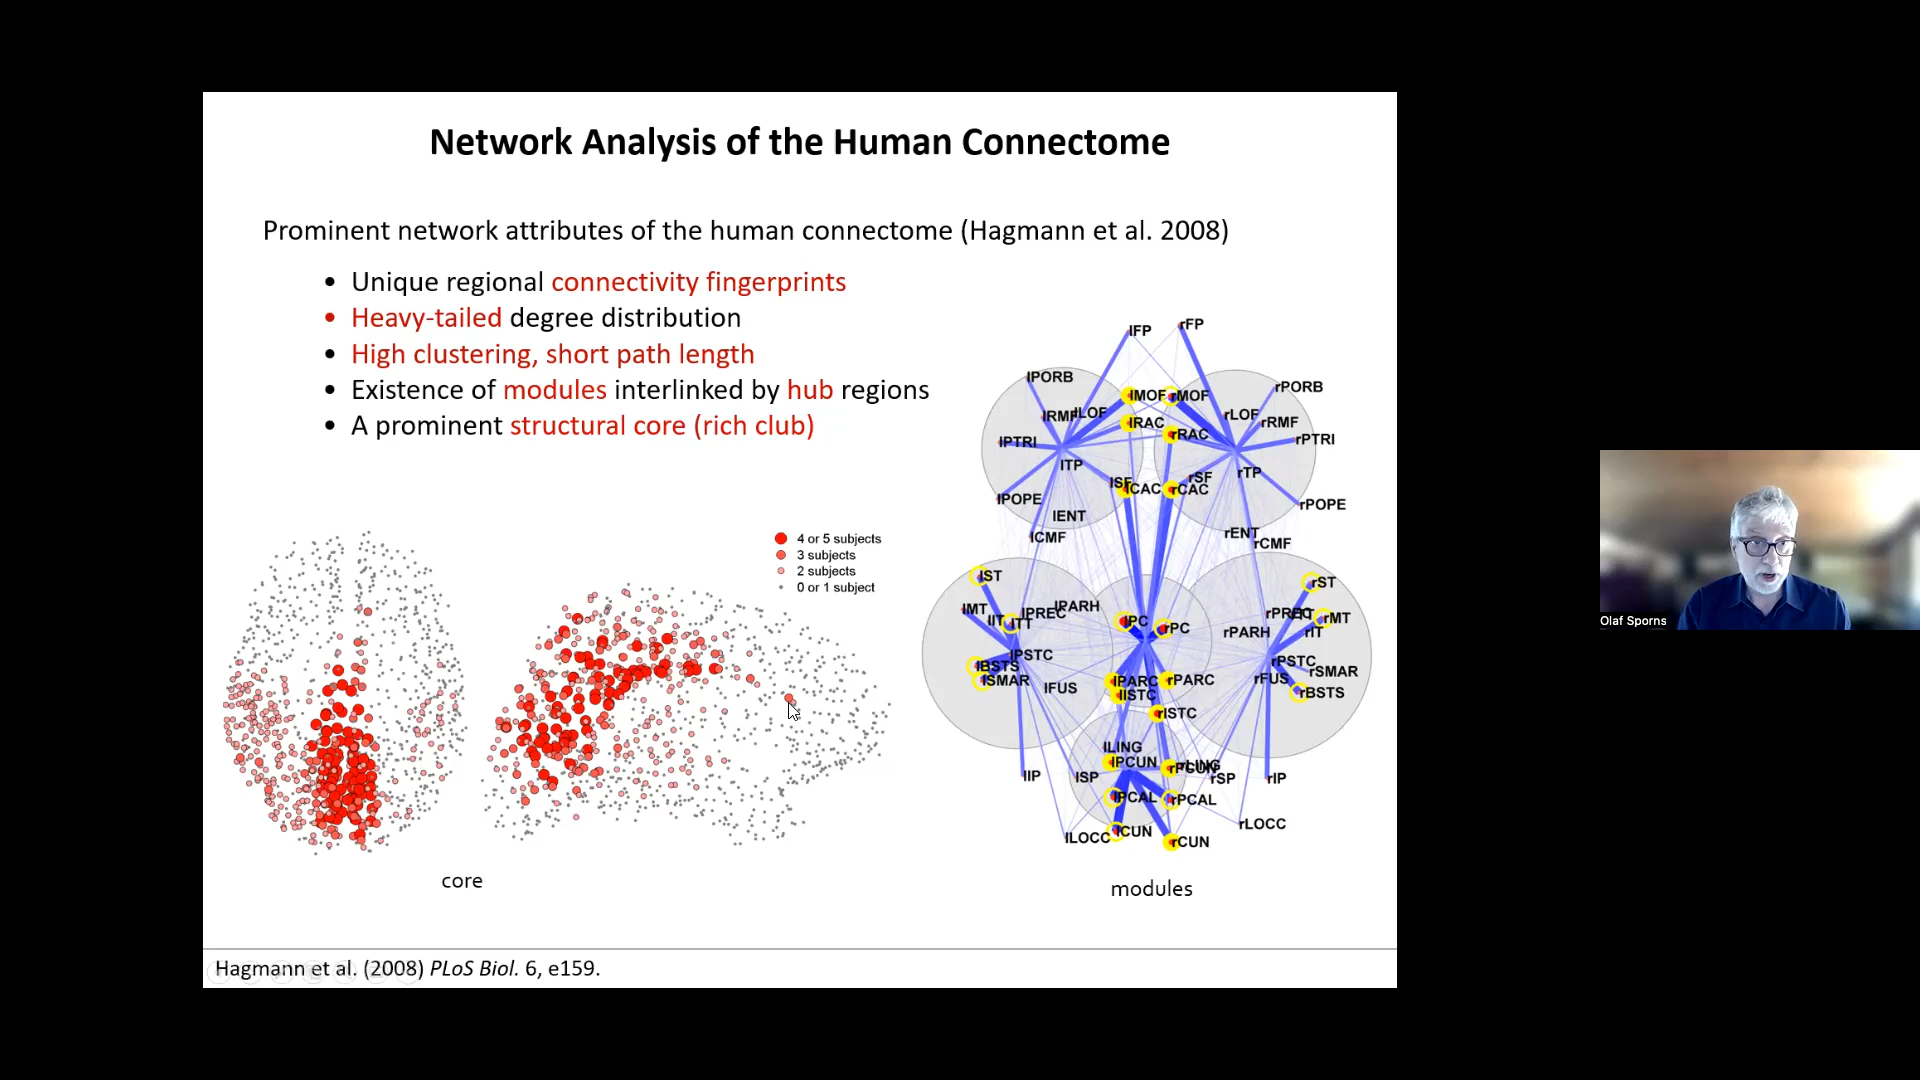 Network Analysis of the Human Connectome
Prominent network attributes of the human connectome (Hagmann et al. 2008)
• Unique regional connectivity fingerprints
• Heavy-tailed degree distribution
• High clustering, short path length
• Existence of modules interlinked by hub regions
• A prominent structural core (rich club)
4 or 5 subjects
3 subjects
2 subjects
0 or 1 subject
core
lFP rFP
lPORB rPORB
lMOF rMOF
lRMF lLOF rLOF rRMF
lRAC rRAC
lPTRI rPTRI
lTP rTP
lSF lCAC rCAC rSF
lPOPE rPOPE
lENT rENT
lCMF rCMF
lST rST
lMT lPREC lPARH rMT
lIT lTT rIT
lPC rPC rPARH
lPSTC rPSTC
lBSTS rSMAR
lSMAR lFUS rFUS rBSTS
lPARC rPARC
lISTC
rISTC
lLING
lPCUN
lIP lSP rSP rIP
lPCAL rPCAL
lLOCC lCUN rCUN rLOCC
modules
Hagmann et al. (2008) PLoS Biol. 6, e159.
Olaf Sporns